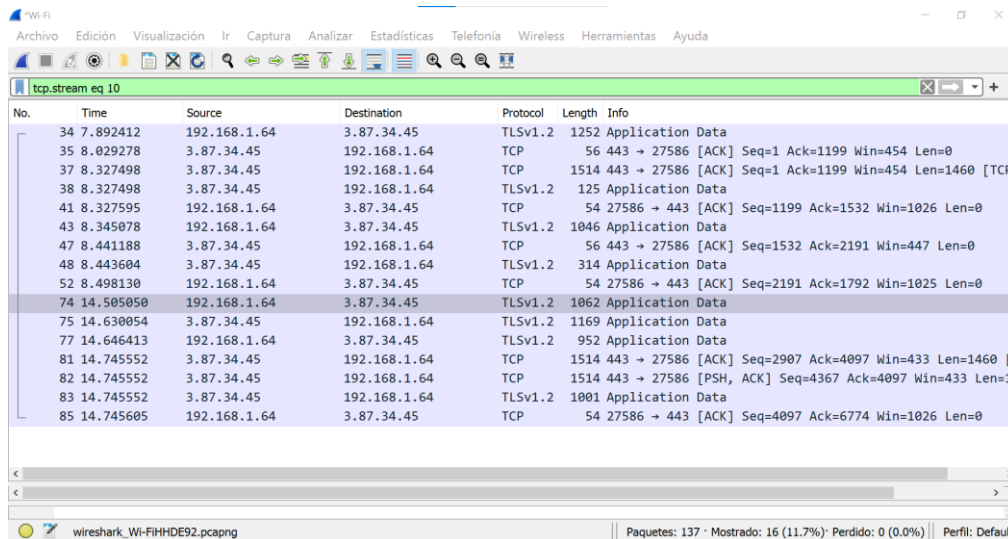 *Wi-Fi
Archivo Edición Visualización Ir Captura Analizar Estadísticas Telefonía Wireless Herramientas Ayuda
tcp.stream eq 10
No. Time Source Destination Protocol Length Info
34 7.892412 192.168.1.64 3.87.34.45 TLSv1.2 1252 Application Data
35 8.029278 3.87.34.45 192.168.1.64 TCP 56 443 → 27586 [ACK] Seq=1 Ack=1199 Win=454 Len=0
37 8.327498 3.87.34.45 192.168.1.64 TCP 1514 443 → 27586 [ACK] Seq=1 Ack=1199 Win=454 Len=1460 [TCP
38 8.327498 3.87.34.45 192.168.1.64 TLSv1.2 125 Application Data
41 8.327595 192.168.1.64 3.87.34.45 TCP 54 27586 → 443 [ACK] Seq=1199 Ack=1532 Win=1026 Len=0
43 8.345078 192.168.1.64 3.87.34.45 TLSv1.2 1046 Application Data
47 8.441188 3.87.34.45 192.168.1.64 TCP 56 443 → 27586 [ACK] Seq=1532 Ack=2191 Win=447 Len=0
48 8.443604 3.87.34.45 192.168.1.64 TLSv1.2 314 Application Data
52 8.498130 192.168.1.64 3.87.34.45 TCP 54 27586 → 443 [ACK] Seq=2191 Ack=1792 Win=1025 Len=0
74 14.505050 192.168.1.64 3.87.34.45 TLSv1.2 1062 Application Data
75 14.630054 3.87.34.45 192.168.1.64 TLSv1.2 1169 Application Data
77 14.646413 192.168.1.64 3.87.34.45 TLSv1.2 952 Application Data
81 14.745552 3.87.34.45 192.168.1.64 TCP 1514 443 → 27586 [ACK] Seq=2907 Ack=4097 Win=433 Len=1460 [
82 14.745552 3.87.34.45 192.168.1.64 TCP 1514 443 → 27586 [PSH, ACK] Seq=4367 Ack=4097 Win=433 Len=1
83 14.745552 3.87.34.45 192.168.1.64 TLSv1.2 1001 Application Data
85 14.745605 192.168.1.64 3.87.34.45 TCP 54 27586 → 443 [ACK] Seq=4097 Ack=6774 Win=1026 Len=0
wireshark_Wi-FiHHDE92.pcapng Paquetes: 137 · Mostrado: 16 (11.7%)· Perdido: 0 (0.0%) Perfil: Defaul